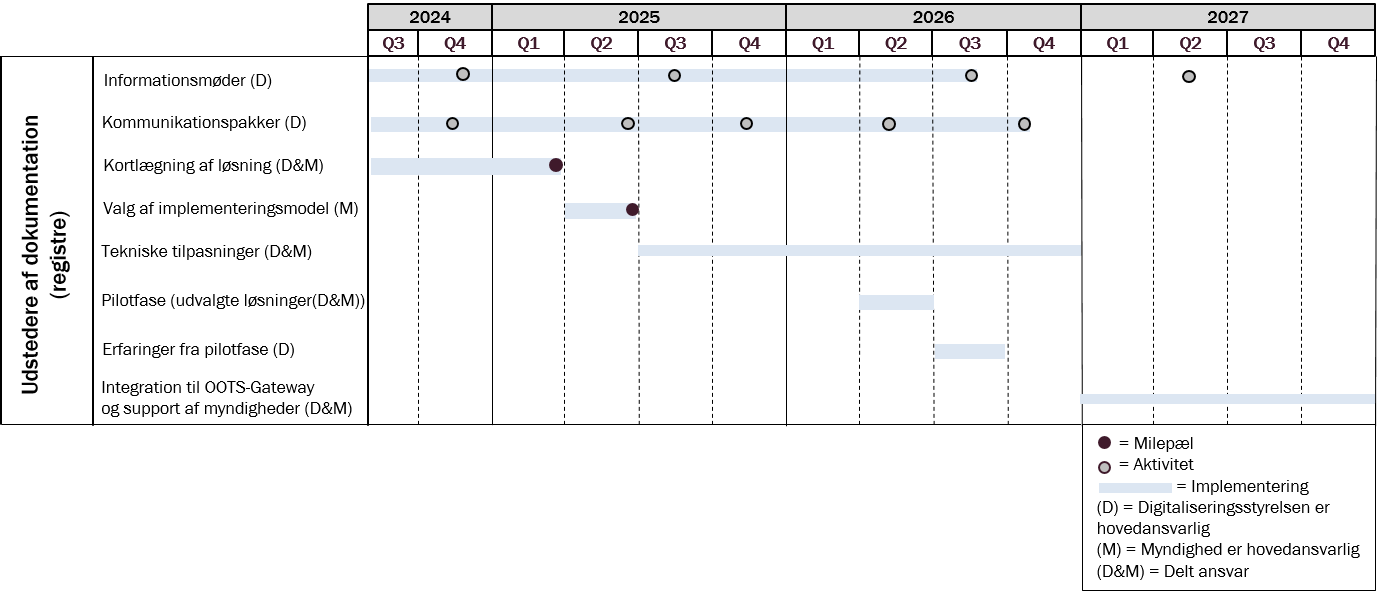 2024 2025 2026 2027
Q3 Q4 Q1 Q2 Q3 Q4 Q1 Q2 Q3 Q4 Q1 Q2 Q3 Q4
Udstedere af dokumentation
(registre)
Informationsmøder (D)
Kommunikationspakker (D)
Kortlægning af løsning (D&M)
Valg af implementeringsmodel (M)
Tekniske tilpasninger (D&M)
Pilotfase (udvalgte løsninger(D&M))
Erfaringer fra pilotfase (D)
Integration til OOTS-Gateway
og support af myndigheder (D&M)
= Milepæl
= Aktivitet
= Implementering
(D) = Digitaliseringsstyrelsen er
hovedansvarlig
(M) = Myndighed er hovedansvarlig
(D&M) = Delt ansvar